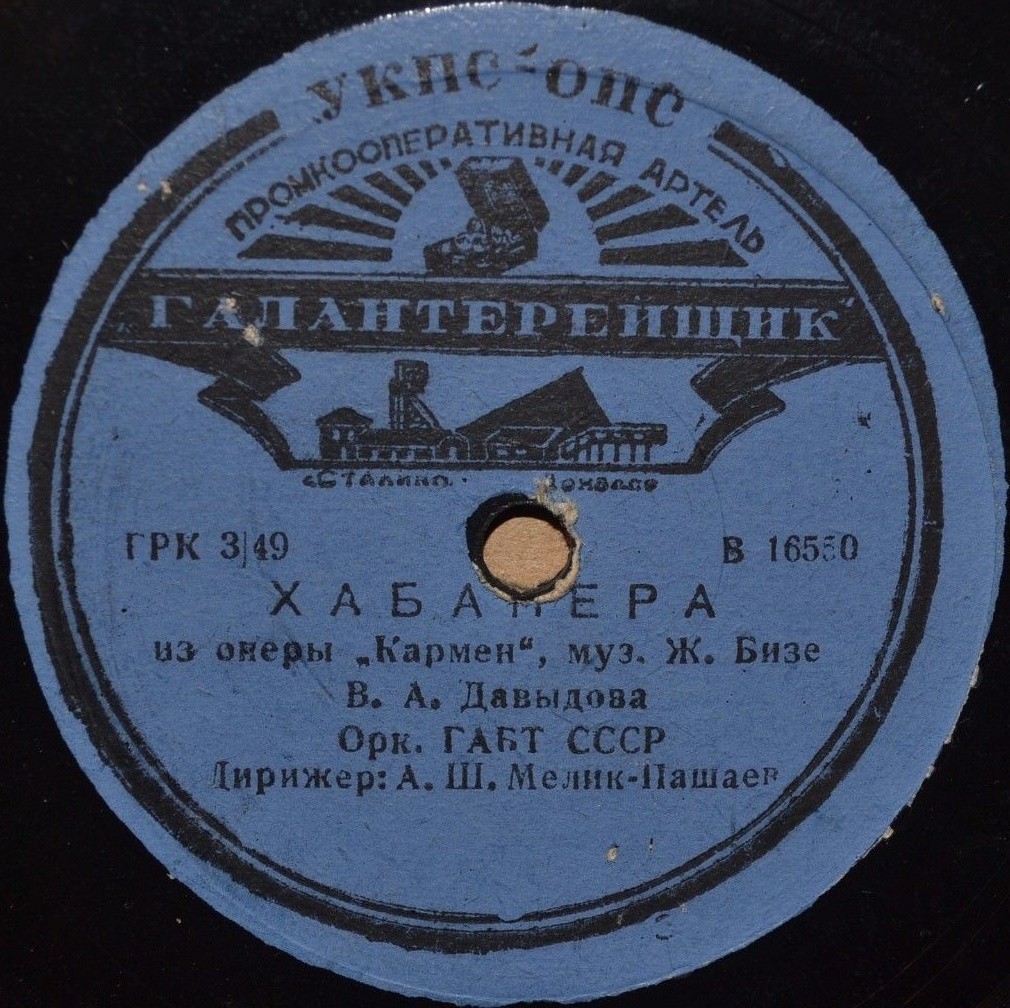 УКПС-ОПС
ПРОМКООПЕРАТИВНАЯ АРТЕЛЬ
„ГАЛАНТЕРЕЙЩИК“
г. Сталино. Донбасс
ГРК 3|49 В 16550
ХАБАНЕРА
из оперы „Кармен“, муз. Ж. Бизе
В. А. Давыдова
Орк. ГАБТ СССР
Дирижер: А. Ш. Мелик-Пашаев